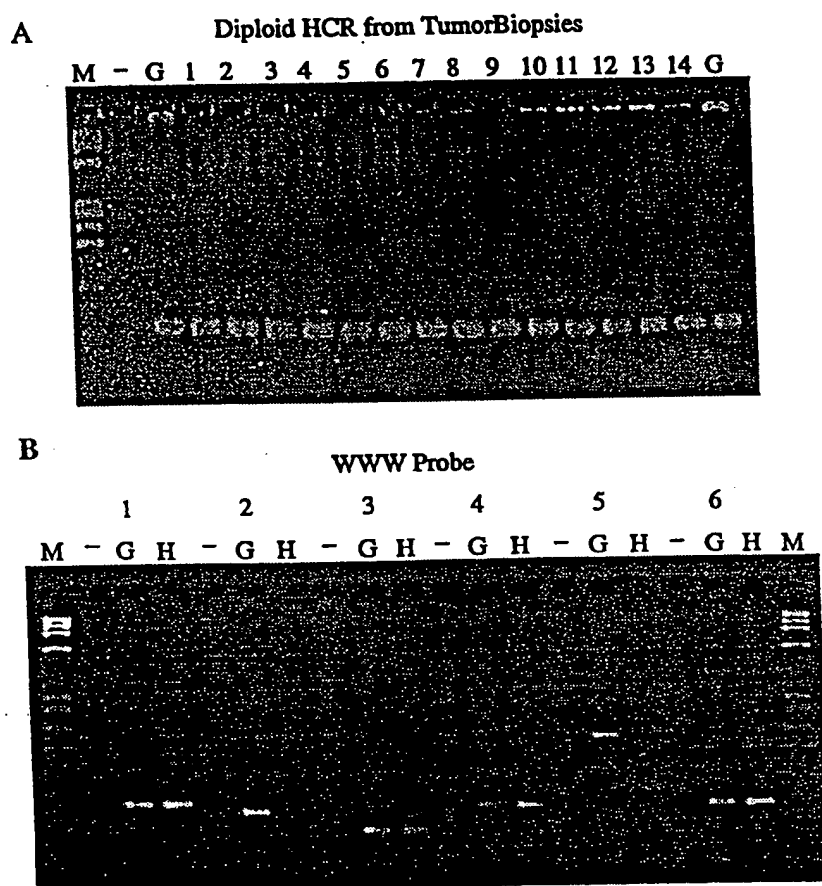 A
Diploid HCR from TumorBiopsies
M – G 1 2 3 4 5 6 7 8 9 10 11 12 13 14 G
B
WWW Probe
1 2 3 4 5 6
M – G H – G H – G H – G H – G H – G H M